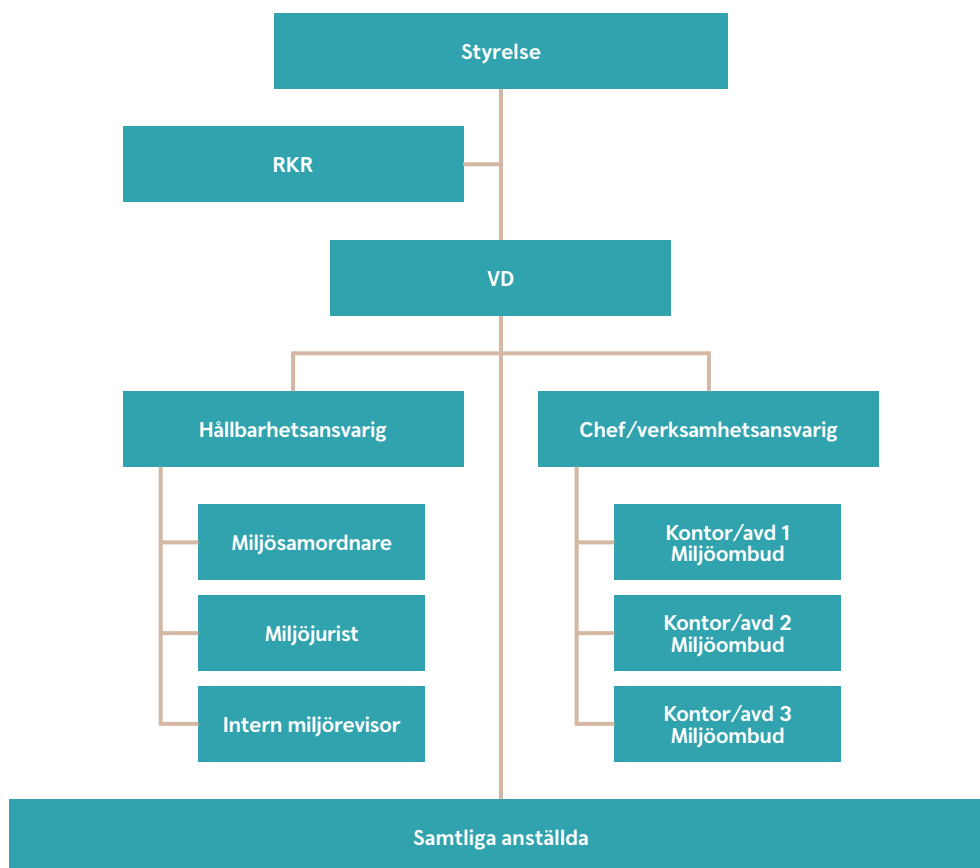 Styrelse
RKR
VD
Hållbarhetsansvarig
Miljösamordnare
Miljöjurist
Intern miljörevisor
Chef/verksamhetsansvarig
Kontor/avd 1
Miljöombud
Kontor/avd 2
Miljöombud
Kontor/avd 3
Miljöombud
Samtliga anställda